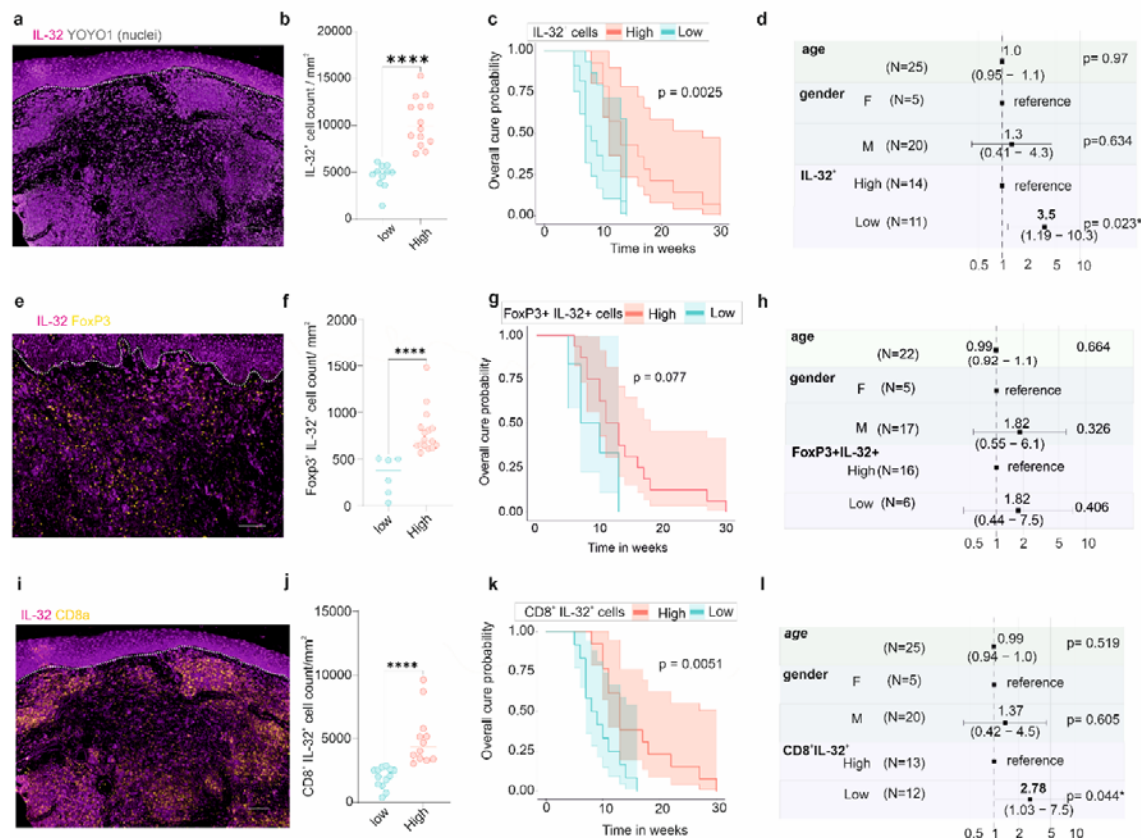 a
IL-32 YOYO1 (nuclei)
b
IL-32⁺ cell count / mm²
20000
15000
10000
5000
0
****
low
High
c
IL-32⁻ cells High Low
Overall cure probability
1.00
0.75
0.50
0.25
0.00
p = 0.0025
0 10 20 30
Time in weeks
d
age
(N=25)
1.0
(0.95 – 1.1)
p= 0.97
gender
F (N=5)
reference
M (N=20)
1.3
(0.41 – 4.3)
p=0.634
IL-32⁺
High (N=14)
reference
Low (N=11)
3.5
(1.19 – 10.3)
p= 0.023*
0.5 1 2 5 10
e
IL-32 FoxP3
f
Foxp3⁺ IL-32⁺ cell count/ mm²
2000
1500
1000
500
0
****
low
High
g
FoxP3+ IL-32+ cells High Low
Overall cure probability
1.00
0.75
0.50
0.25
0.00
p = 0.077
0 10 20 30
Time in weeks
h
age
(N=22)
0.99
(0.92 – 1.1)
0.664
gender
F (N=5)
reference
M (N=17)
1.82
(0.55 – 6.1)
0.326
FoxP3+IL-32+
High (N=16)
reference
Low (N=6)
1.82
(0.44 – 7.5)
0.406
0.5 1 2 5 10
i
IL-32 CD8a
j
CD8⁺ IL-32⁺ cell count/mm²
15000
10000
5000
0
****
low
High
k
CD8⁺ IL-32⁺ cells High Low
Overall cure probability
1.00
0.75
0.50
0.25
0.00
p = 0.0051
0 10 20 30
Time in weeks
l
age
(N=25)
0.99
(0.94 – 1.0)
p= 0.519
gender
F (N=5)
reference
M (N=20)
1.37
(0.42 – 4.5)
p= 0.605
CD8⁺IL-32⁺
High (N=13)
reference
Low (N=12)
2.78
(1.03 – 7.5)
p= 0.044*
0.5 1 2 5 10